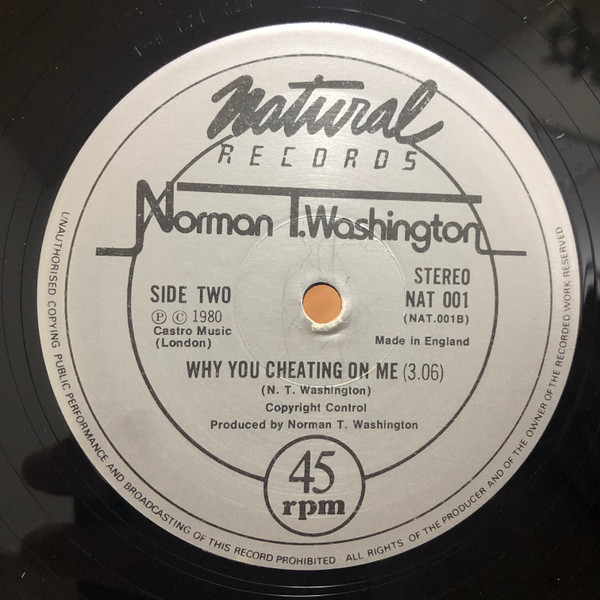 Natural
RECORDS
Norman T. Washington
SIDE TWO
Ⓟ © 1980
Castro Music
(London)
STEREO
NAT 001
(NAT.001B)
Made in England
WHY YOU CHEATING ON ME (3.06)
(N. T. Washington)
Copyright Control
Produced by Norman T. Washington
45
rpm
UNAUTHORISED COPYING PUBLIC PERFORMANCE AND BROADCASTING OF THIS RECORD PROHIBITED · ALL RIGHTS OF THE PRODUCER AND OF THE OWNER OF THE RECORDED WORK RESERVED